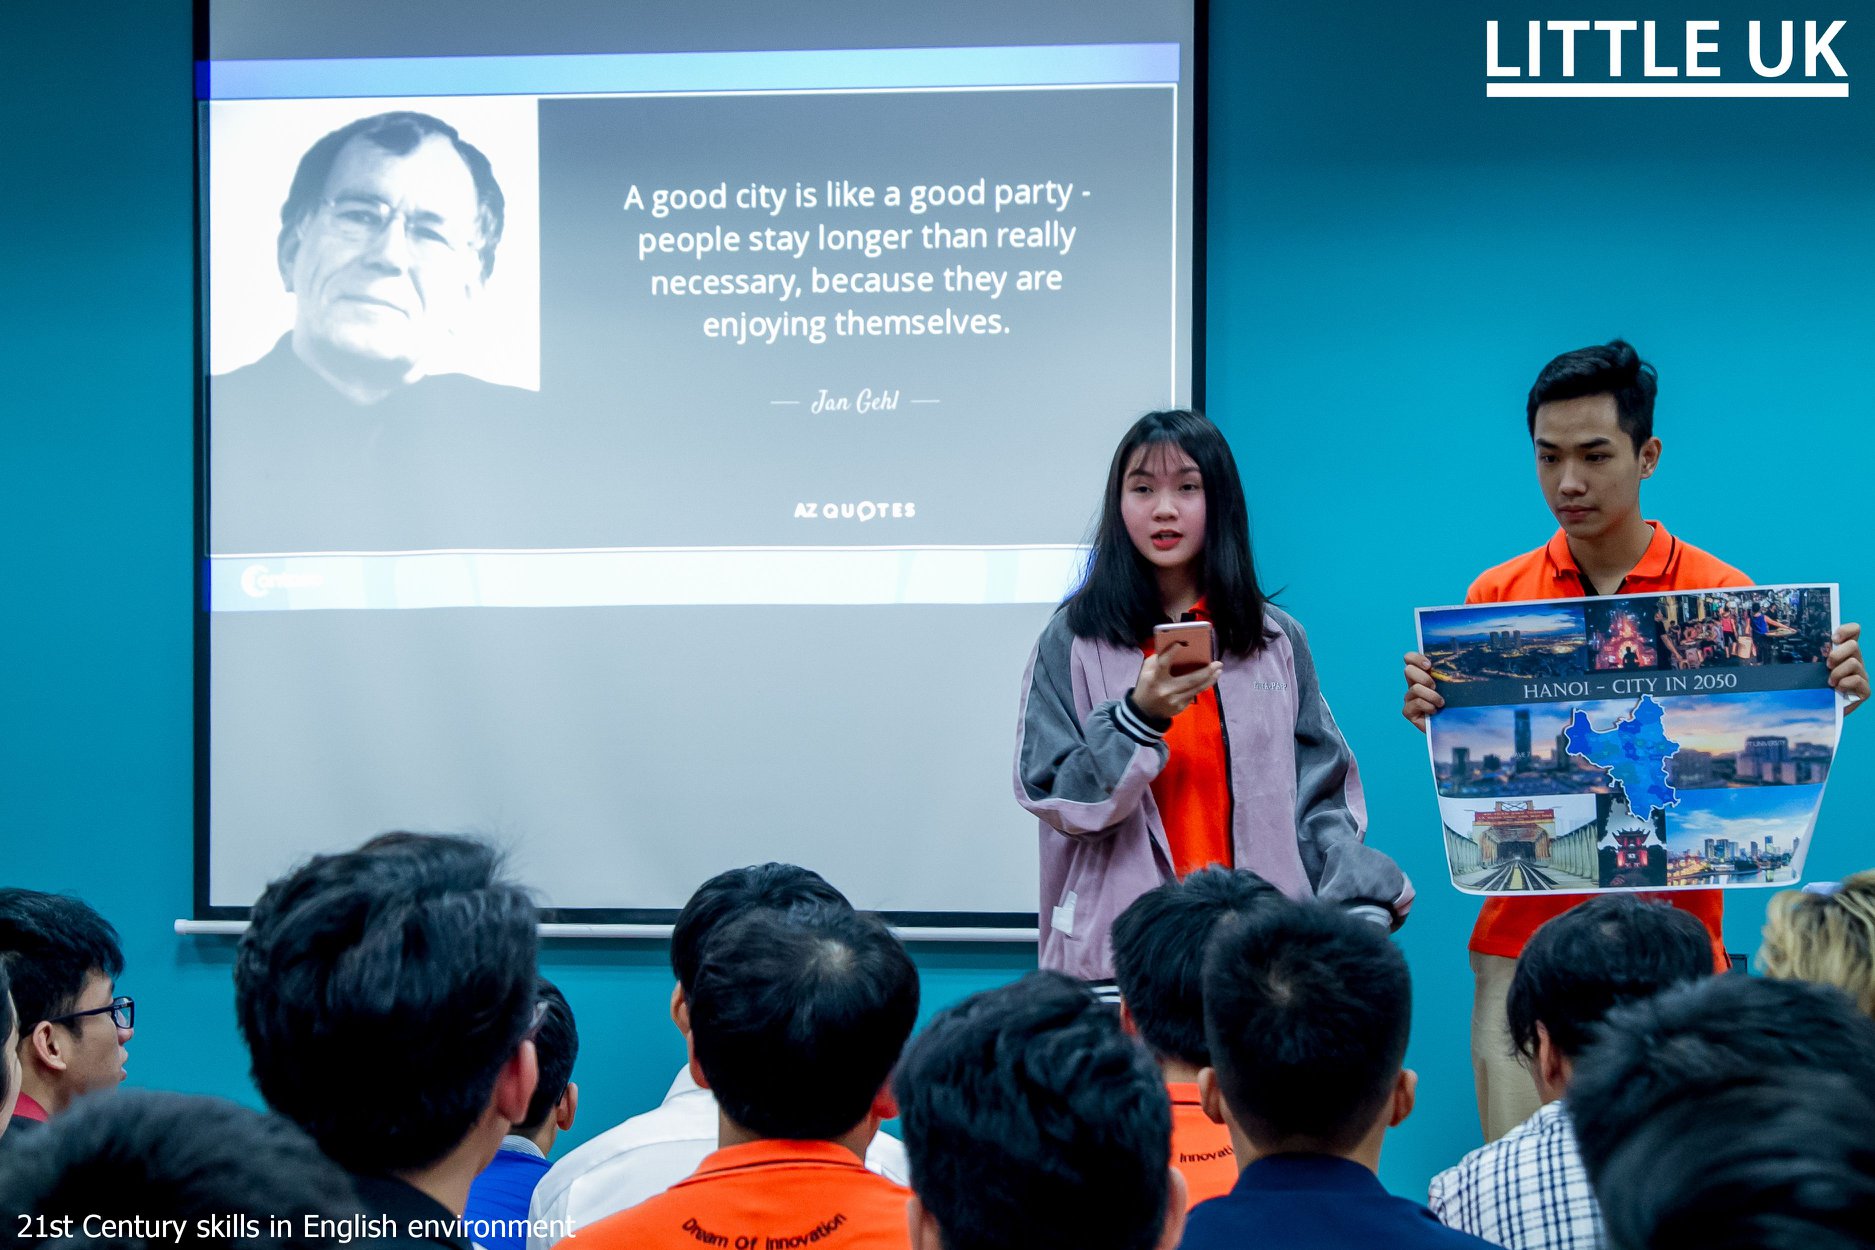 LITTLE UK
A good city is like a good party -
people stay longer than really
necessary, because they are
enjoying themselves.
— Jan Gehl —
AZ QUOTES
HANOI - CITY IN 2050
Innovati
Dream Of Innovation
21st Century skills in English environment